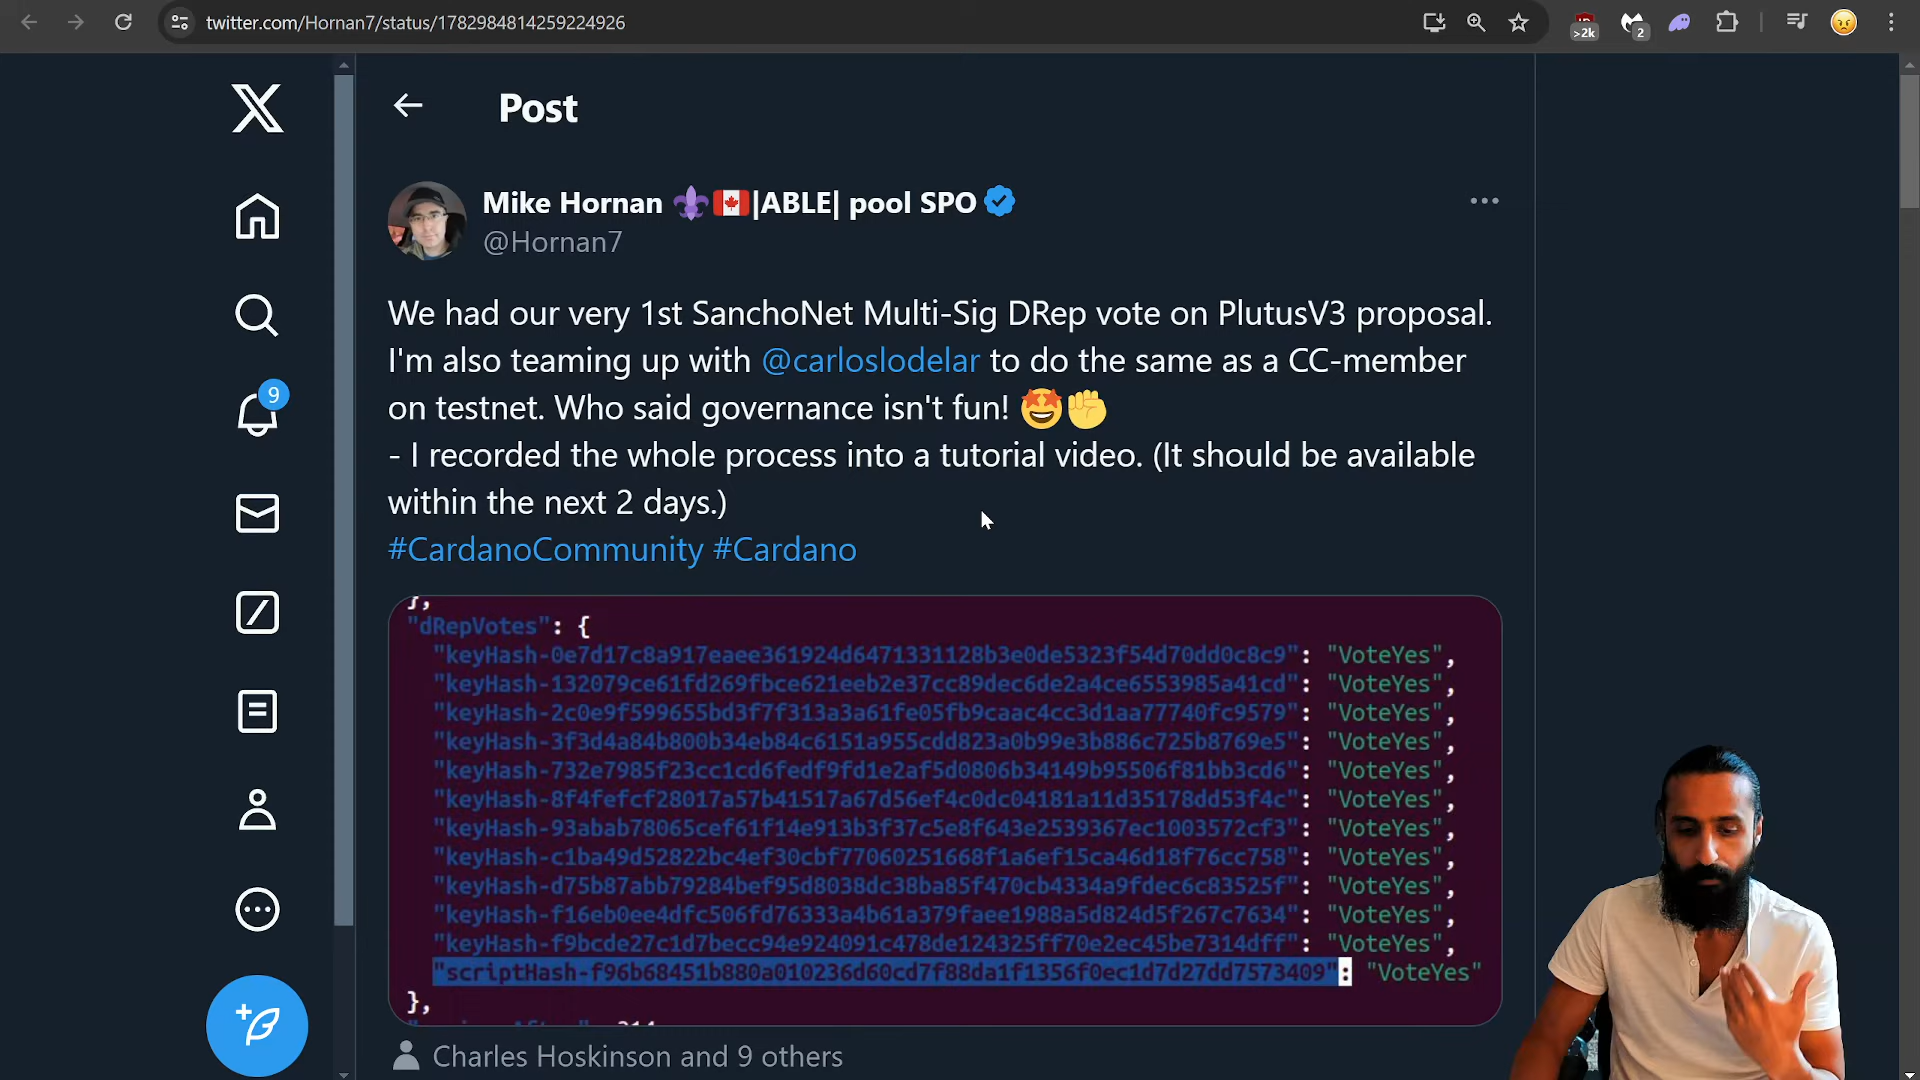 twitter.com/Hornan7/status/1782984814259224926
>2k
2
Post
Mike Hornan ⚜️🇨🇦|ABLE| pool SPO
@Hornan7
We had our very 1st SanchoNet Multi-Sig DRep vote on PlutusV3 proposal.
I'm also teaming up with @carloslodelar to do the same as a CC-member
on testnet. Who said governance isn't fun! 🤩✊
- I recorded the whole process into a tutorial video. (It should be available
within the next 2 days.)
#CardanoCommunity #Cardano
9
},
"dRepVotes": {
"keyHash-0e7d17c8a917eaee361924d6471331128b3e0de5323f54d70dd0c8c9": "VoteYes",
"keyHash-132079ce61fd269fbce621eeb2e37cc89dec6de2a4ce6553985a41cd": "VoteYes",
"keyHash-2c0e9f599655bd3f7f313a3a61fe05fb9caac4cc3d1aa77740fc9579": "VoteYes",
"keyHash-3f3d4a84b800b34eb84c6151a955cdd823a0b99e3b886c725b8769e5": "VoteYes",
"keyHash-732e7985f23cc1cd6fedf9fd1e2af5d0806b34149b95506f81bb3cd6": "VoteYes",
"keyHash-8f4fefcf28017a57b41517a67d56ef4c0dc04181a11d35178dd53f4c": "VoteYes",
"keyHash-93abab78065cef61f14e913b3f37c5e8f643e2539367ec1003572cf3": "VoteYes",
"keyHash-c1ba49d52822bc4ef30cbf77060251668f1a6ef15ca46d18f76cc758": "VoteYes",
"keyHash-d75b87abb79284bef95d8038dc38ba85f470cb4334a9fdec6c83525f": "VoteYes",
"keyHash-f16eb0ee4dfc506fd76333a4b61a379faee1988a5d824d5f267c7634": "VoteYes",
"keyHash-f9bcde27c1d7becc94e924091c478de124325ff70e2ec45be7314dff": "VoteYes",
"scriptHash-f96b68451b880a010236d60cd7f88da1f1356f0ec1d7d27dd7573409": "VoteYes"
},
Charles Hoskinson and 9 others